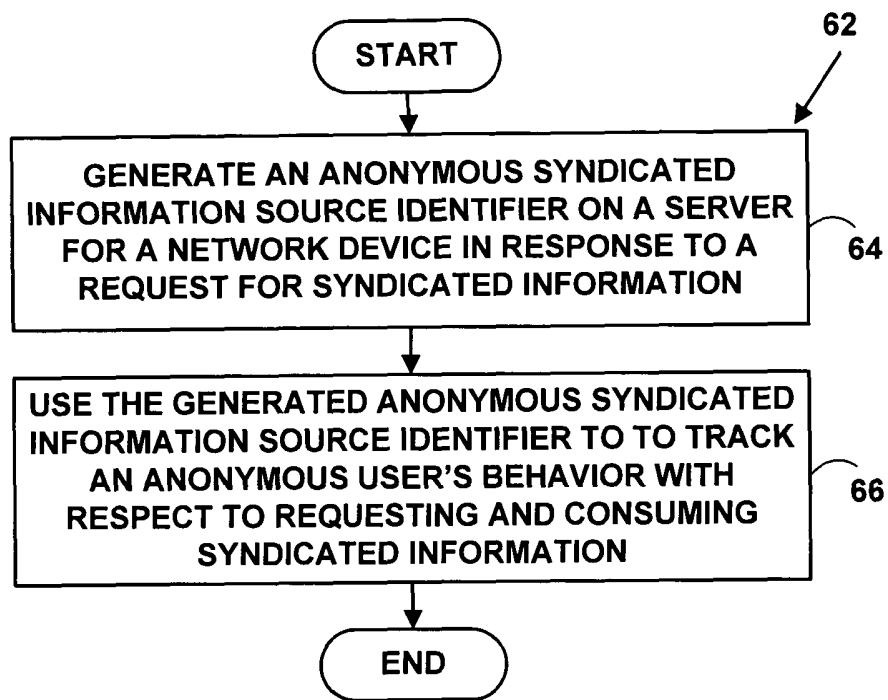 62
START
GENERATE AN ANONYMOUS SYNDICATED
INFORMATION SOURCE IDENTIFIER ON A SERVER
FOR A NETWORK DEVICE IN RESPONSE TO A
REQUEST FOR SYNDICATED INFORMATION
64
USE THE GENERATED ANONYMOUS SYNDICATED
INFORMATION SOURCE IDENTIFIER TO TO TRACK
AN ANONYMOUS USER'S BEHAVIOR WITH
RESPECT TO REQUESTING AND CONSUMING
SYNDICATED INFORMATION
66
END